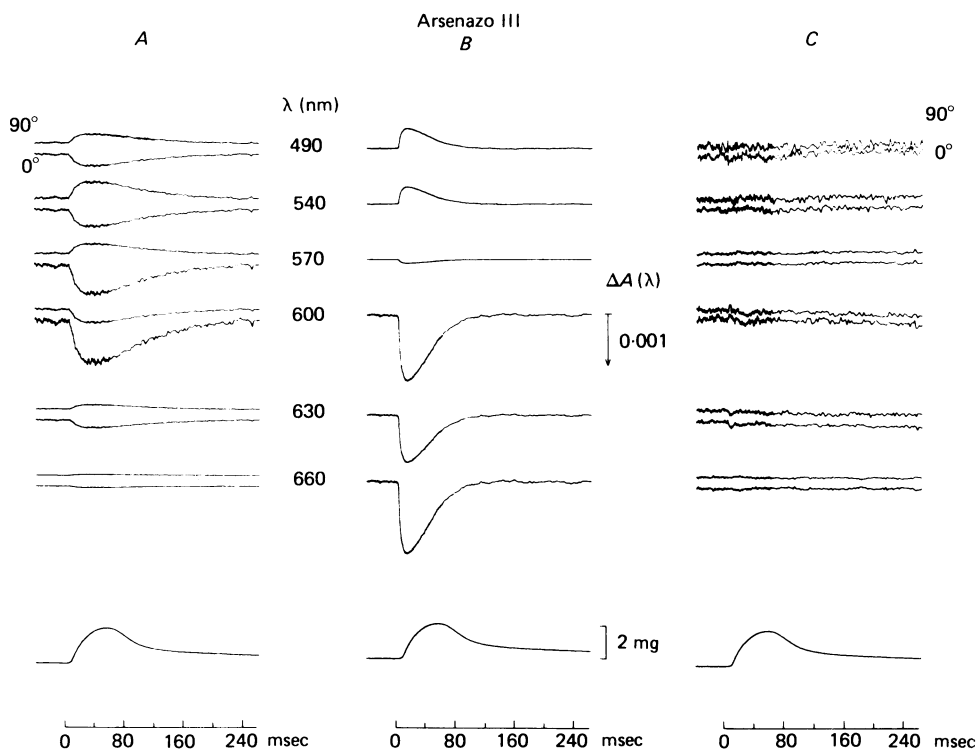 Arsenazo III
A B C
λ (nm)
90°
0°
490
540
570
600
630
660
90°
0°
ΔA (λ)
0·001
2 mg
0 80 160 240 msec
0 80 160 240 msec
0 80 160 240 msec